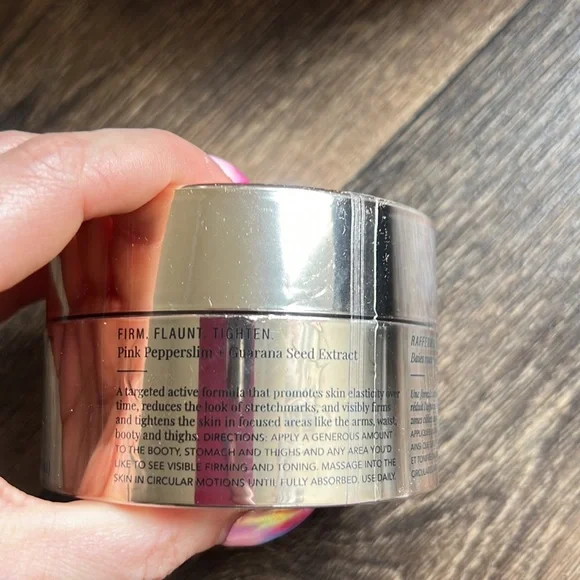 FIRM. FLAUNT. TIGHTEN.
Pink Pepperslim + Guarana Seed Extract
A targeted active formula that promotes skin elasticity over
time, reduces the look of stretchmarks, and visibly firms
and tightens the skin in focused areas like the arms, waist,
booty and thighs. DIRECTIONS: APPLY A GENEROUS AMOUNT
TO THE BOOTY, STOMACH AND THIGHS AND ANY AREA YOU'D
LIKE TO SEE VISIBLE FIRMING AND TONING. MASSAGE INTO THE
SKIN IN CIRCULAR MOTIONS UNTIL FULLY ABSORBED. USE DAILY.
Baies
Une